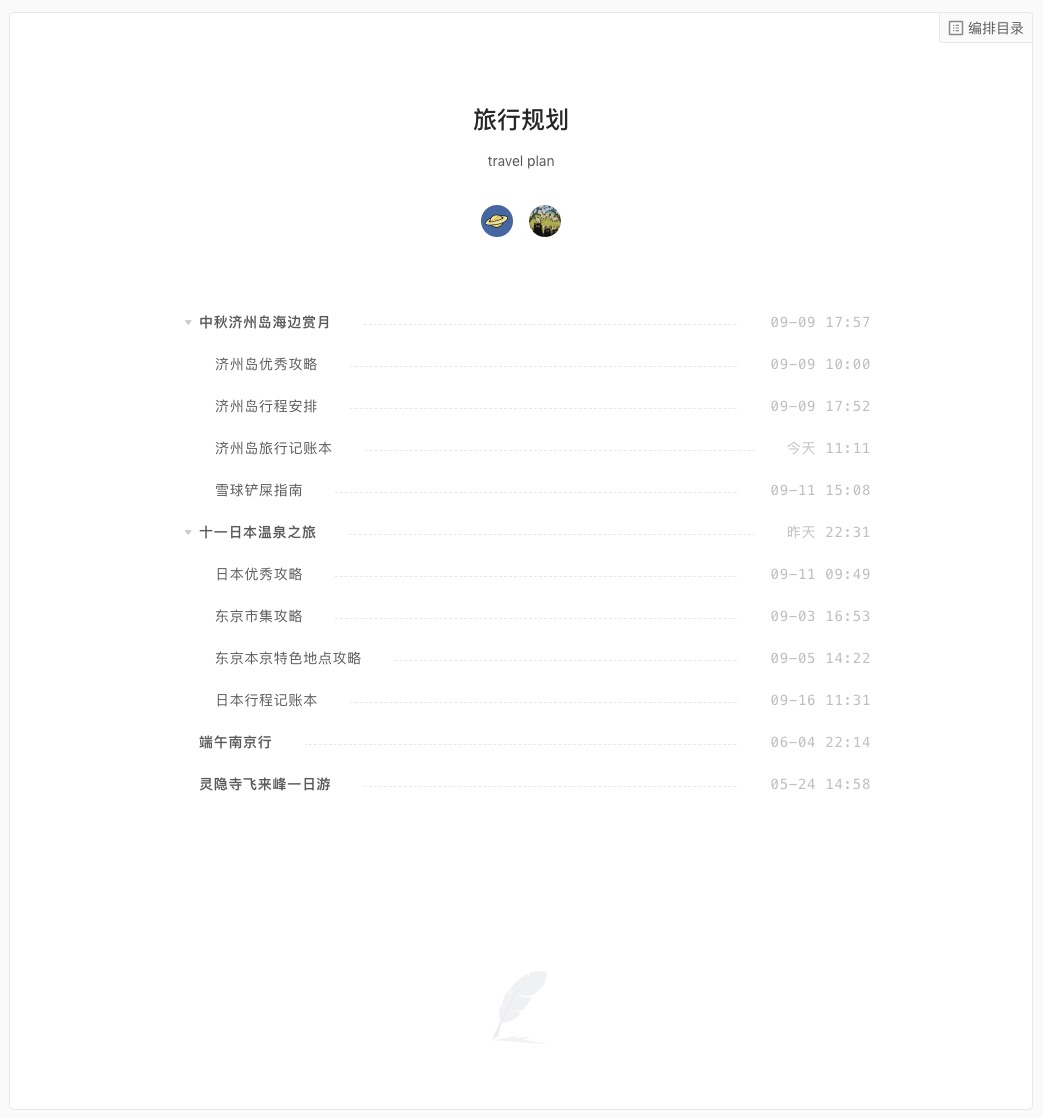 编排目录
旅行规划
travel plan
中秋济州岛海边赏月 09-09 17:57
济州岛优秀攻略 09-09 10:00
济州岛行程安排 09-09 17:52
济州岛旅行记账本 今天 11:11
雪球铲屎指南 09-11 15:08
十一日本温泉之旅 昨天 22:31
日本优秀攻略 09-11 09:49
东京市集攻略 09-03 16:53
东京本京特色地点攻略 09-05 14:22
日本行程记账本 09-16 11:31
端午南京行 06-04 22:14
灵隐寺飞来峰一日游 05-24 14:58